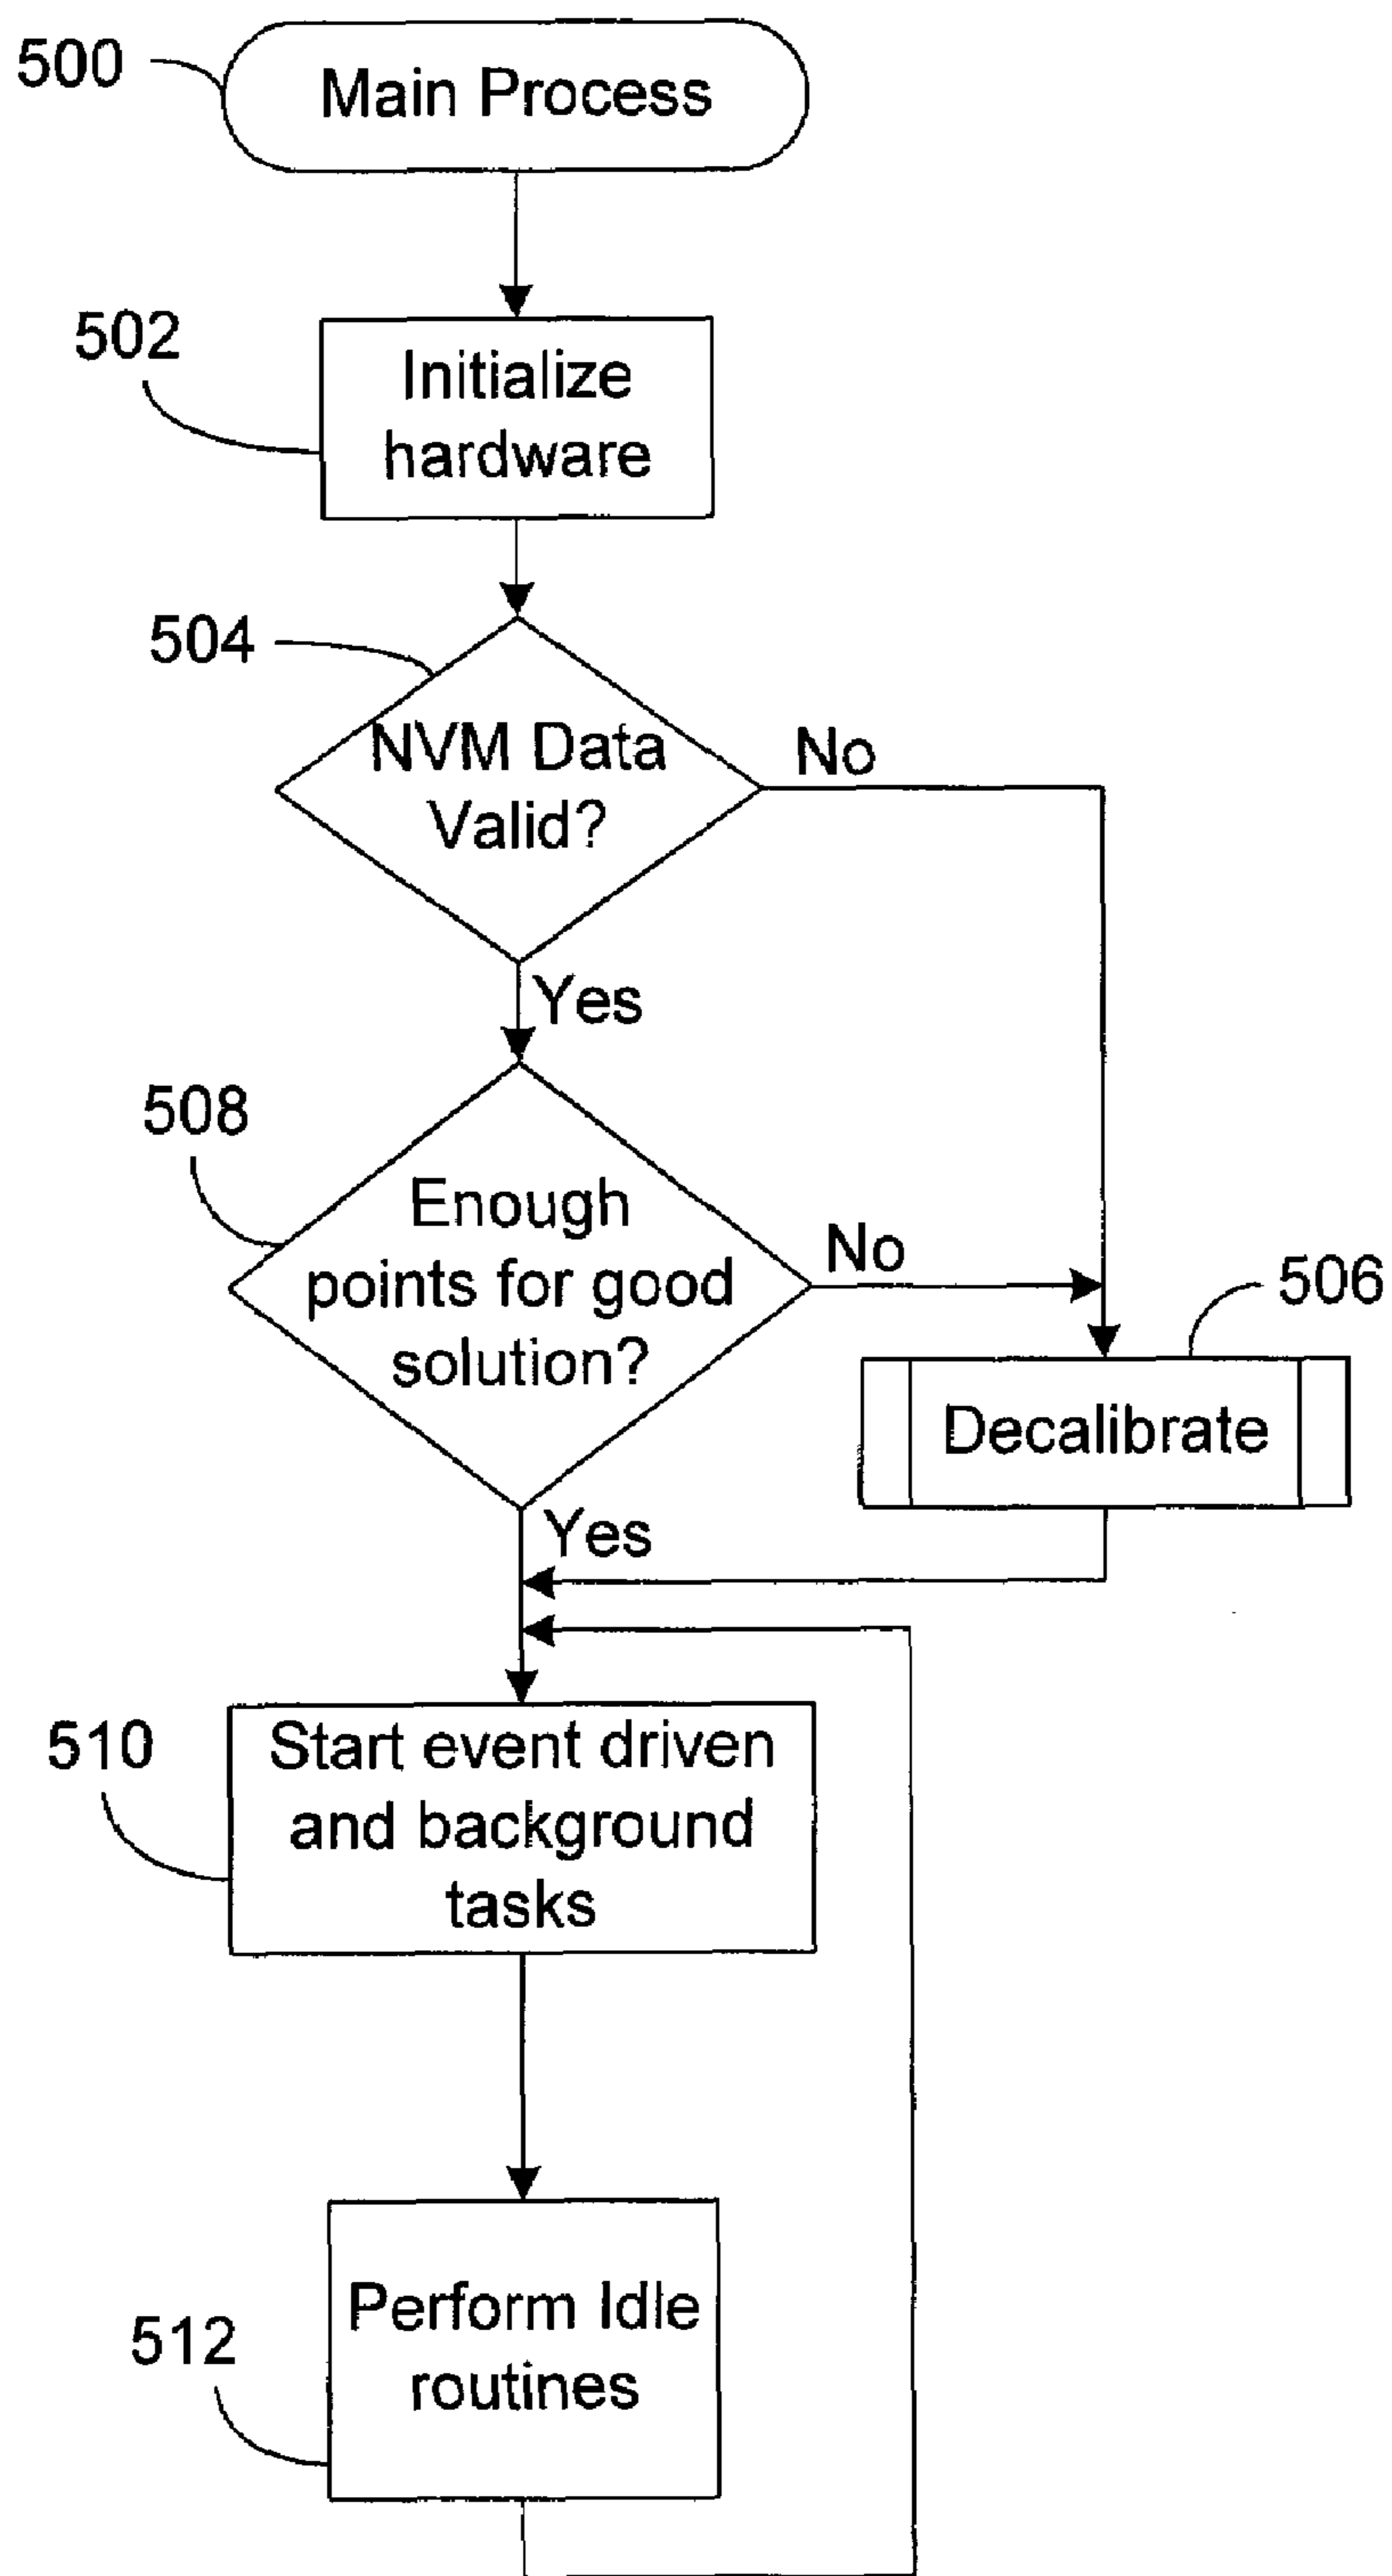 500
Main Process
502
Initialize
hardware
504
NVM Data
Valid?
No
Yes
508
Enough
points for good
solution?
No
506
Decalibrate
Yes
510
Start event driven
and background
tasks
512
Perform Idle
routines